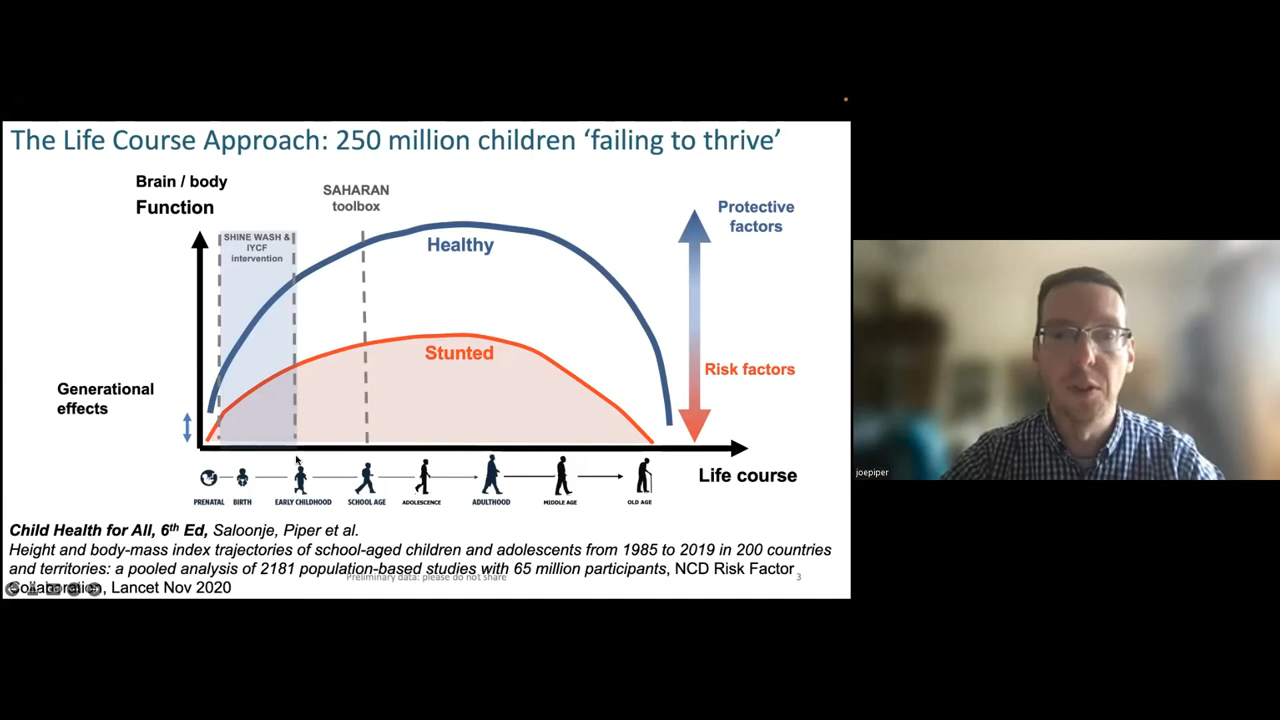 The Life Course Approach: 250 million children ‘failing to thrive’
Brain / body
Function
SAHARAN
toolbox
Protective
factors
SHINE WASH &
IYCF
intervention
Healthy
Stunted
Risk factors
Generational
effects
Life course
PRENATAL
BIRTH
EARLY CHILDHOOD
SCHOOL AGE
ADOLESCENCE
ADULTHOOD
MIDDLE AGE
OLD AGE
joepiper
Child Health for All, 6th Ed, Saloonje, Piper et al.
Height and body-mass index trajectories of school-aged children and adolescents from 1985 to 2019 in 200 countries
and territories: a pooled analysis of 2181 population-based studies with 65 million participants, NCD Risk Factor
Preliminary data: please do not share
3
Collaboration, Lancet Nov 2020